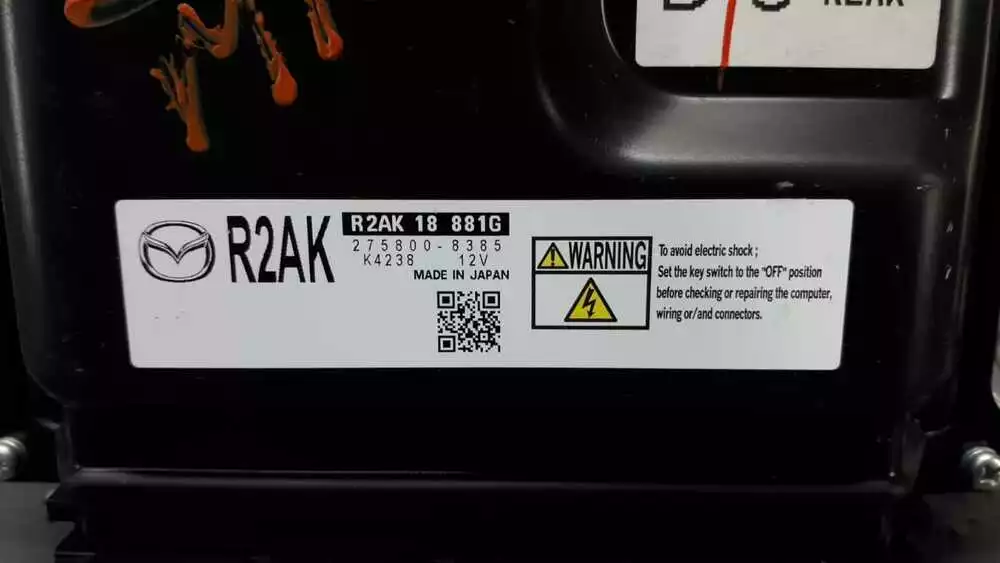 R2AK
R2AK
R2AK 18 881G
275800-8385
K4238 12V
MADE IN JAPAN
WARNING
To avoid electric shock ;
Set the key switch to the "OFF" position
before checking or repairing the computer,
wiring or/and connectors.